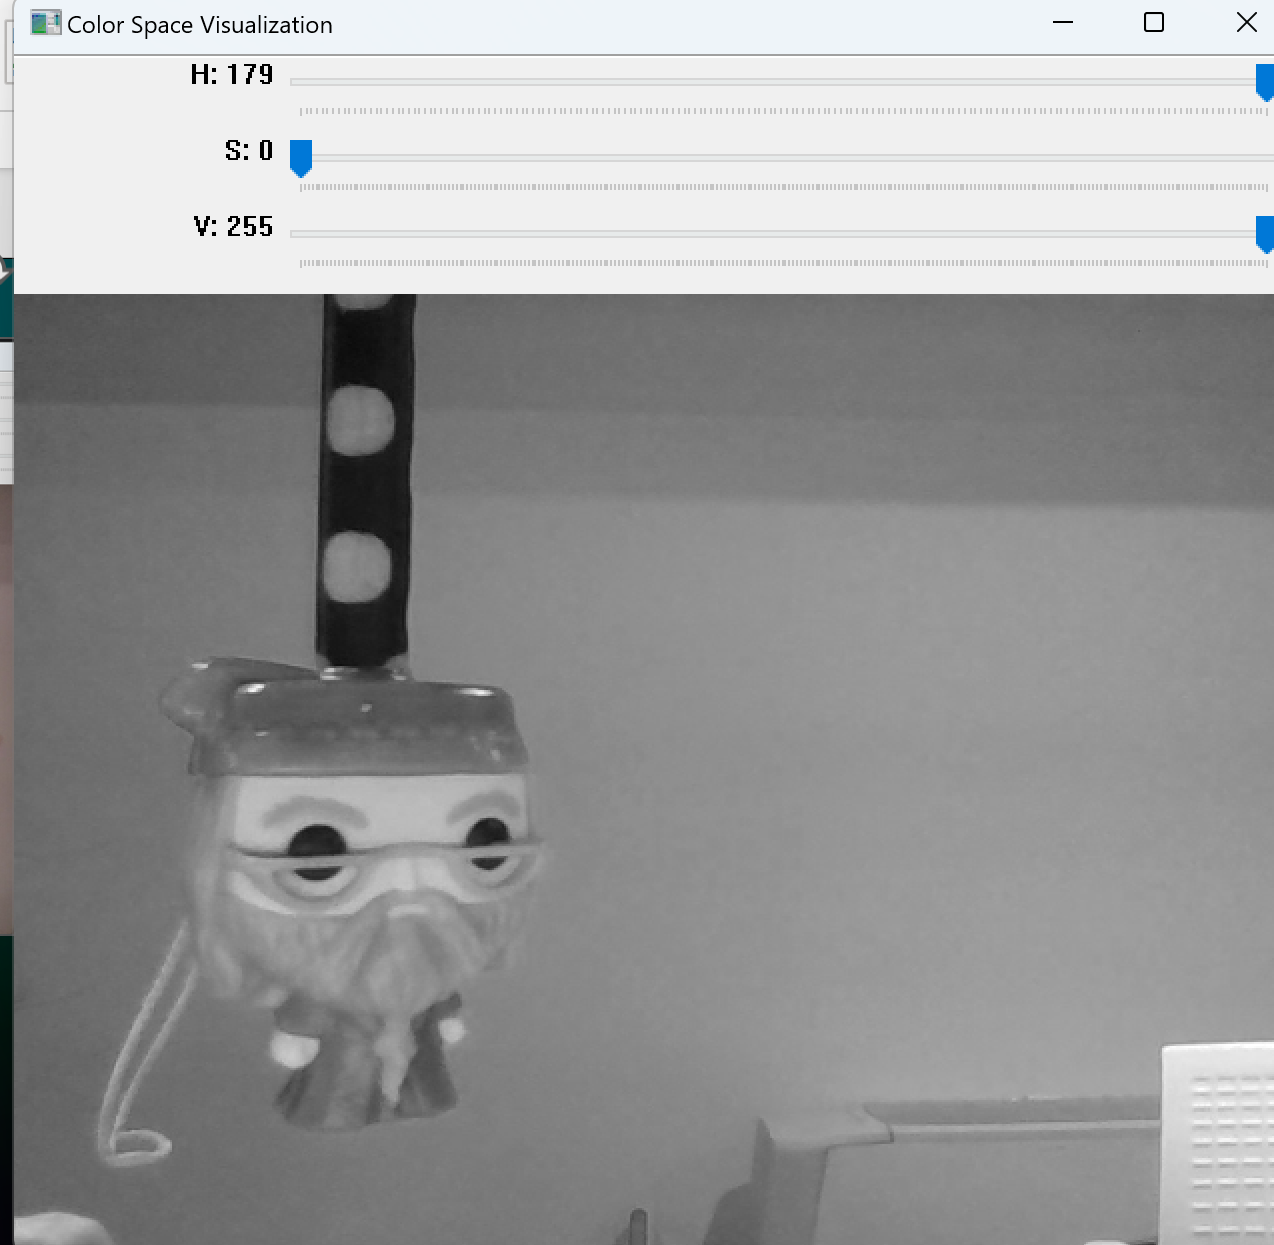 Color Space Visualization
H: 179
S: 0
V: 255